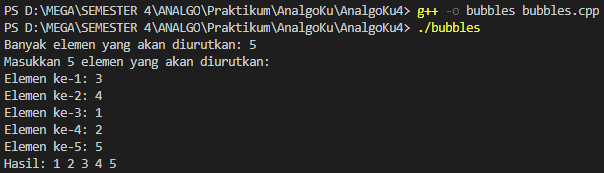 PS D:\MEGA\SEMESTER 4\ANALGO\Praktikum\AnalgoKu\AnalgoKu4> g++ -o bubbles bubbles.cpp
PS D:\MEGA\SEMESTER 4\ANALGO\Praktikum\AnalgoKu\AnalgoKu4> ./bubbles
Banyak elemen yang akan diurutkan: 5
Masukkan 5 elemen yang akan diurutkan:
Elemen ke-1: 3
Elemen ke-2: 4
Elemen ke-3: 1
Elemen ke-4: 2
Elemen ke-5: 5
Hasil: 1 2 3 4 5